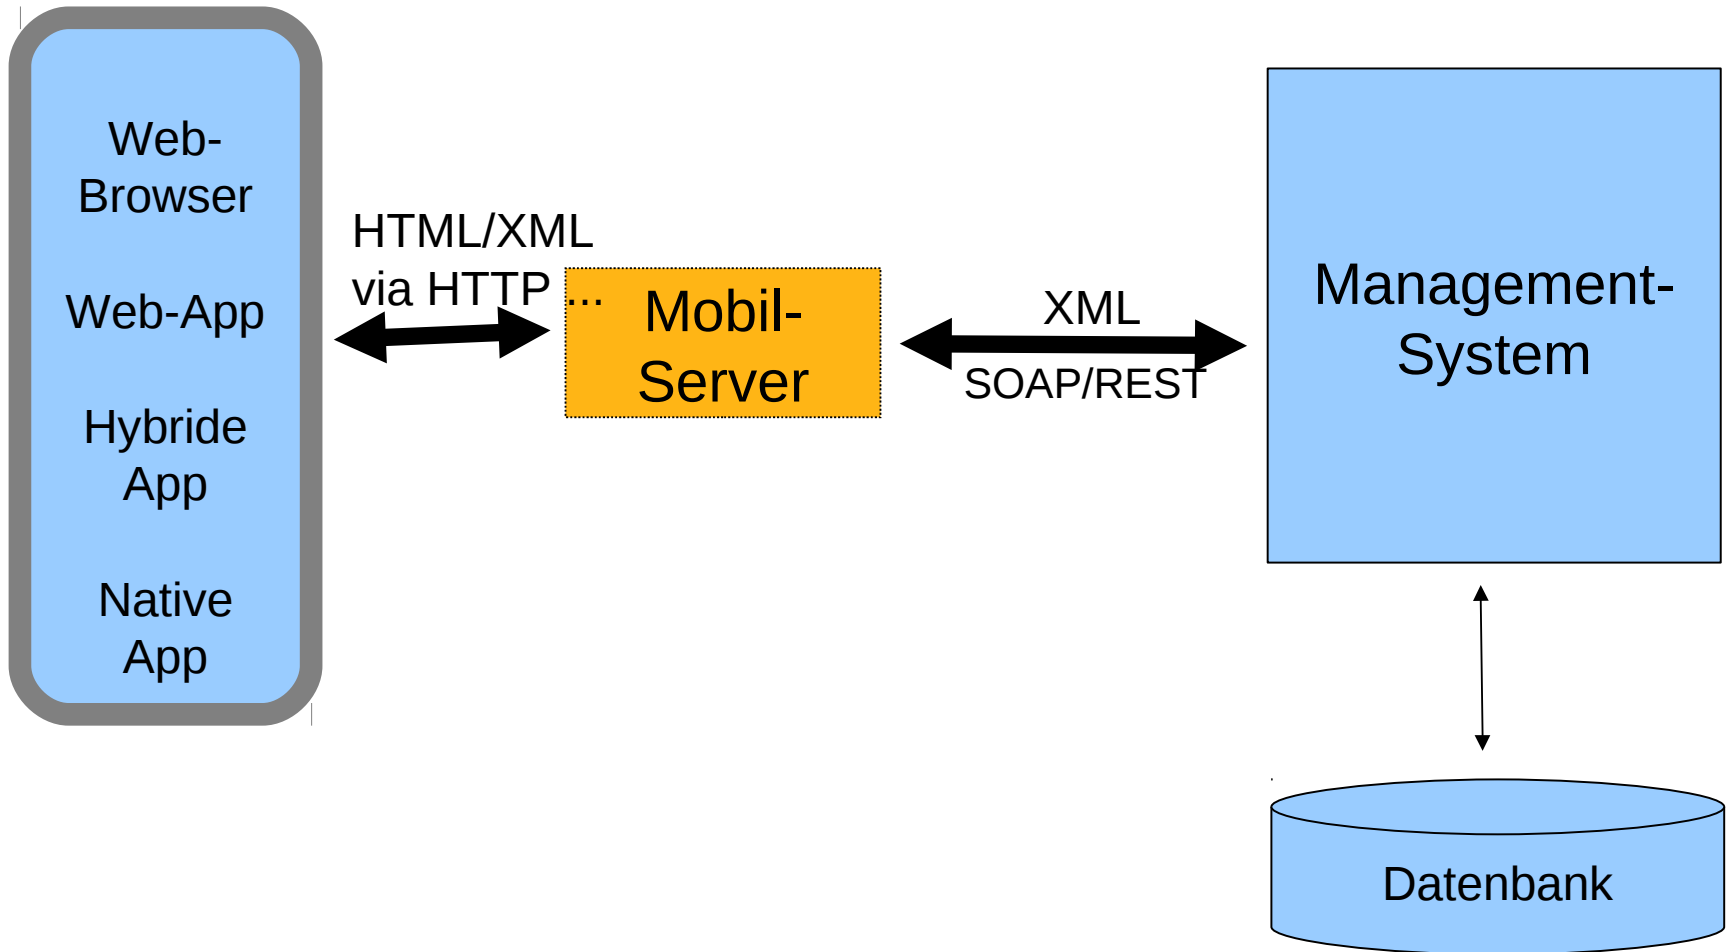 Web-
Browser
Web-App
Hybride
App
Native
App
HTML/XML
via HTTP ...
Mobil-
Server
XML
SOAP/REST
Management-
System
Datenbank